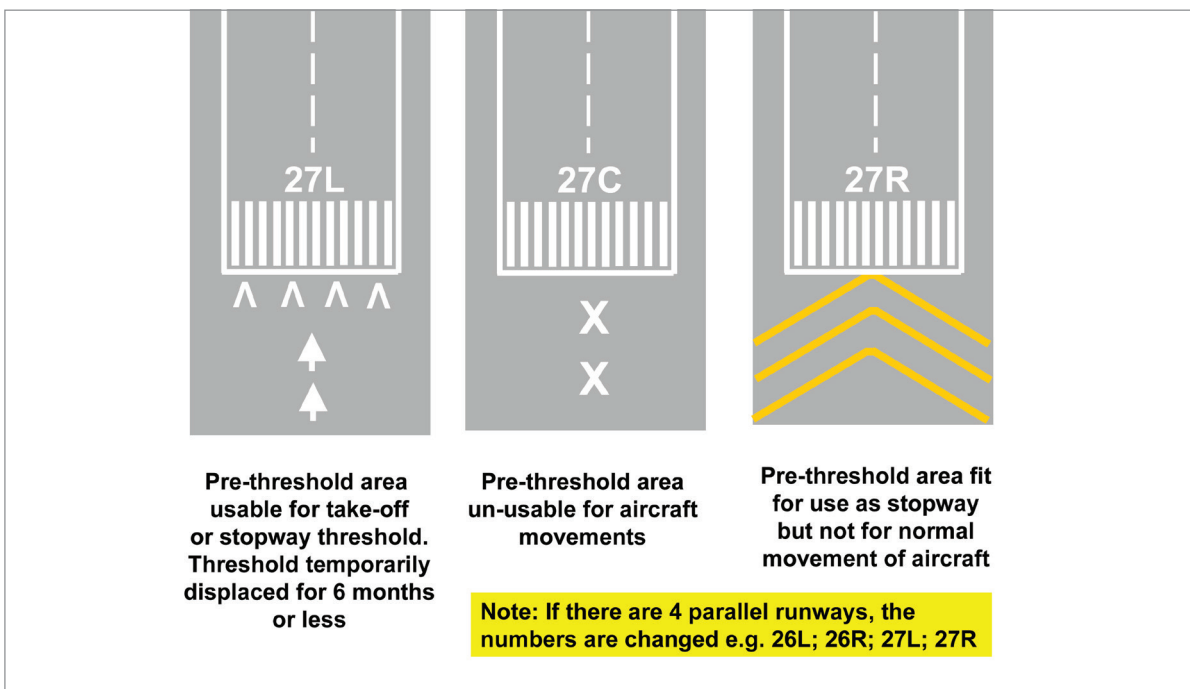 27L
27C
27R
X
X
Pre-threshold area
usable for take-off
or stopway threshold.
Threshold temporarily
displaced for 6 months
or less
Pre-threshold area
un-usable for aircraft
movements
Pre-threshold area fit
for use as stopway
but not for normal
movement of aircraft
Note: If there are 4 parallel runways, the
numbers are changed e.g. 26L; 26R; 27L; 27R